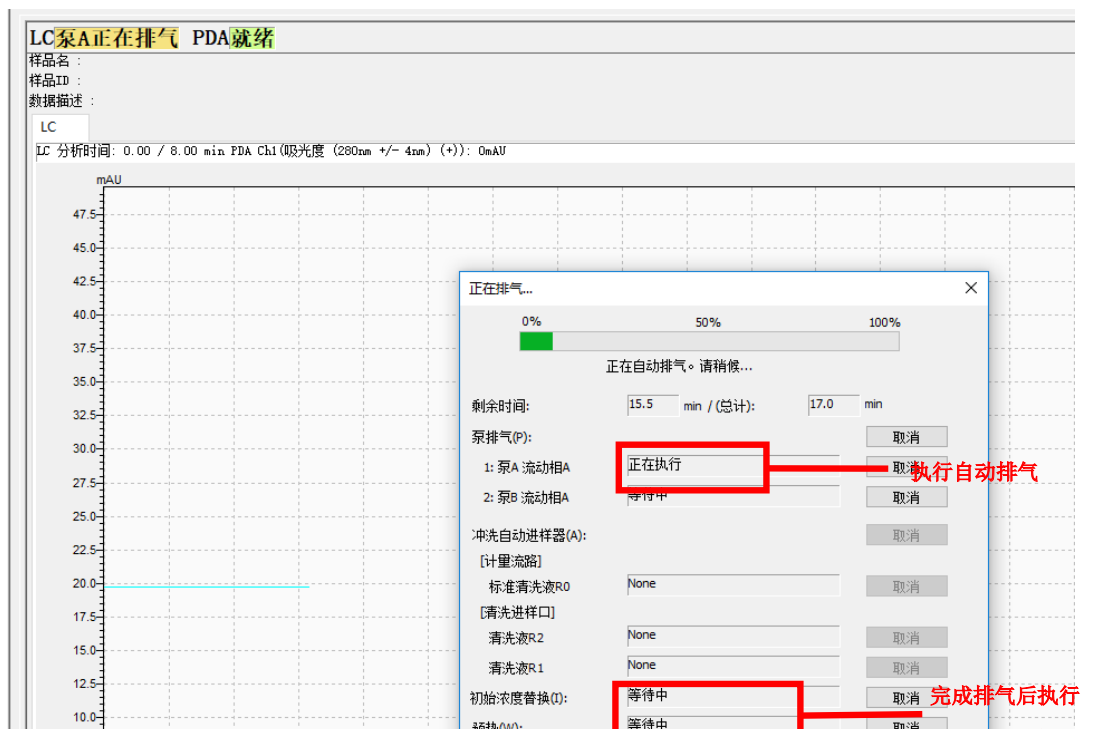 LC泵A正在排气 PDA就绪
样品名 :
样品ID :
数据描述 :
LC
LC 分析时间: 0.00 / 8.00 min PDA Ch1(吸光度 (280nm +/- 4nm) (+)): 0mAU
mAU
47.5
45.0
42.5
40.0
37.5
35.0
32.5
30.0
27.5
25.0
22.5
20.0
17.5
15.0
12.5
10.0
正在排气...
0% 50% 100%
正在自动排气。请稍候...
剩余时间: 15.5 min / (总计): 17.0 min
泵排气(P): 取消
1: 泵A 流动相A 正在执行 取消
执行自动排气
2: 泵B 流动相A 等待中 取消
冲洗自动进样器(A): 取消
[计量流路]
标准清洗液R0 None 取消
[清洗进样口]
清洗液R2 None 取消
清洗液R1 None 取消
初始浓度替换(I): 等待中 取消
完成排气后执行
预热(W): 等待中 取消